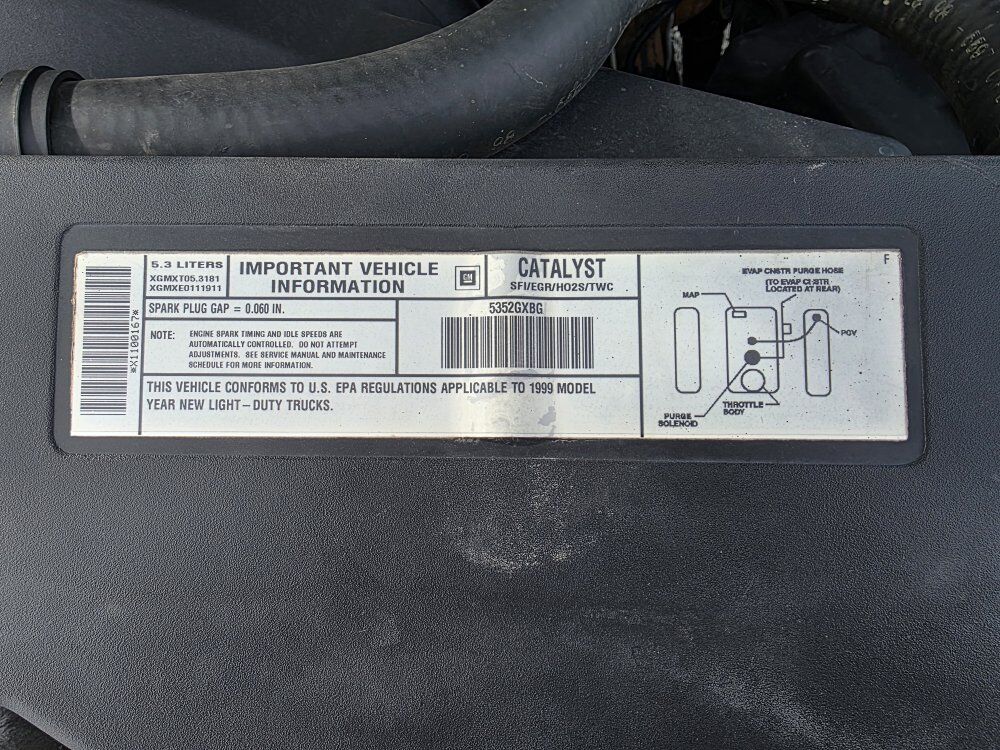 *X1100167*
5.3 LITERS
XGMXT05.3181
XGMXE0111911
IMPORTANT VEHICLE
INFORMATION
GM
CATALYST
SFI/EGR/HO2S/TWC
SPARK PLUG GAP = 0.060 IN.
5352GXBG
NOTE: ENGINE SPARK TIMING AND IDLE SPEEDS ARE
AUTOMATICALLY CONTROLLED. DO NOT ATTEMPT
ADJUSTMENTS. SEE SERVICE MANUAL AND MAINTENANCE
SCHEDULE FOR MORE INFORMATION.
THIS VEHICLE CONFORMS TO U.S. EPA REGULATIONS APPLICABLE TO 1999 MODEL
YEAR NEW LIGHT-DUTY TRUCKS.
F
EVAP CNSTR PURGE HOSE
(TO EVAP CNSTR
LOCATED AT REAR)
MAP
PCV
THROTTLE
BODY
PURGE
SOLENOID